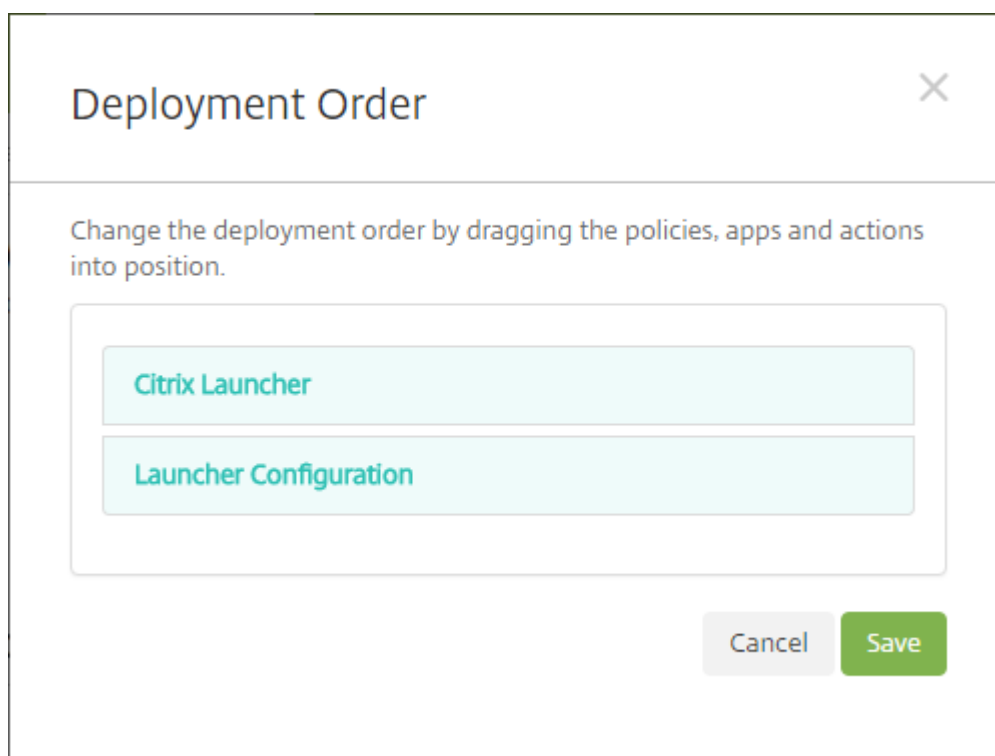 Deployment Order
Change the deployment order by dragging the policies, apps and actions
into position.
Citrix Launcher
Launcher Configuration
Cancel
Save